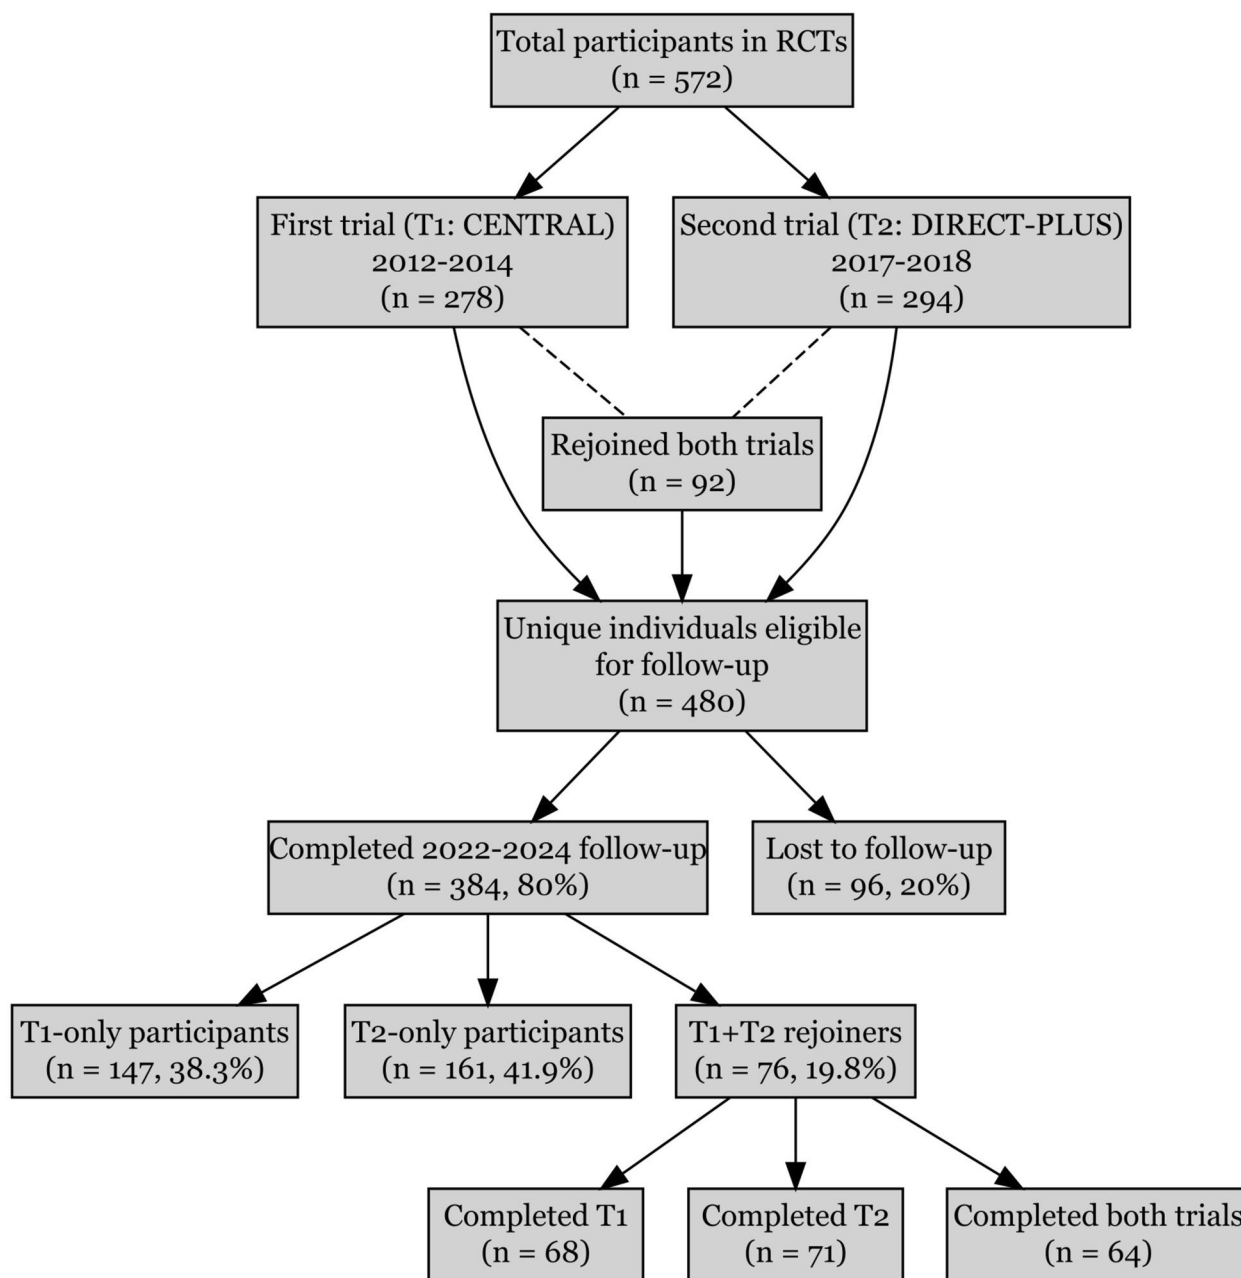 Total participants in RCTs
(n = 572)
First trial (T1: CENTRAL)
2012-2014
(n = 278)
Second trial (T2: DIRECT-PLUS)
2017-2018
(n = 294)
Rejoined both trials
(n = 92)
Unique individuals eligible
for follow-up
(n = 480)
Completed 2022-2024 follow-up
(n = 384, 80%)
Lost to follow-up
(n = 96, 20%)
T1-only participants
(n = 147, 38.3%)
T2-only participants
(n = 161, 41.9%)
T1+T2 rejoiners
(n = 76, 19.8%)
Completed T1
(n = 68)
Completed T2
(n = 71)
Completed both trials
(n = 64)